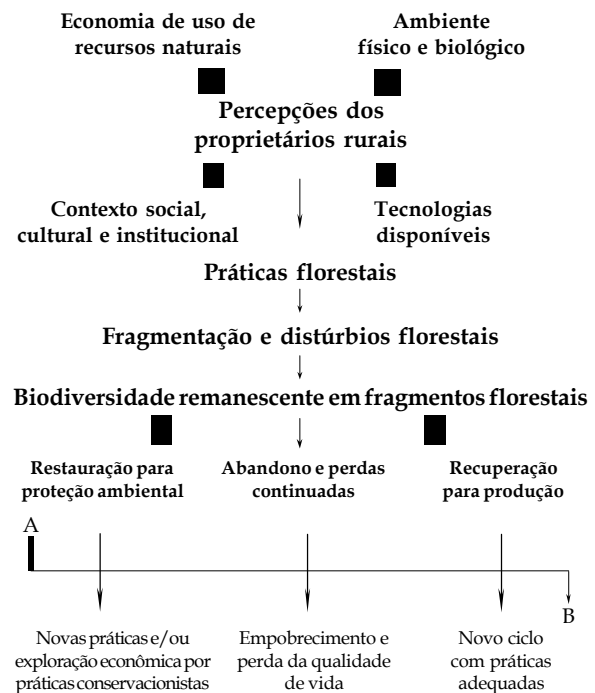 Economia de uso de
recursos naturais
Ambiente
físico e biológico
Percepções dos
proprietários rurais
Contexto social,
cultural e institucional
Tecnologias
disponíveis
Práticas florestais
Fragmentação e distúrbios florestais
Biodiversidade remanescente em fragmentos florestais
Restauração para
proteção ambiental
Abandono e perdas
continuadas
Recuperação
para produção
A
B
Novas práticas e/ou
exploração econômica por
práticas conservacionistas
Empobrecimento e
perda da qualidade
de vida
Novo ciclo
com práticas
adequadas